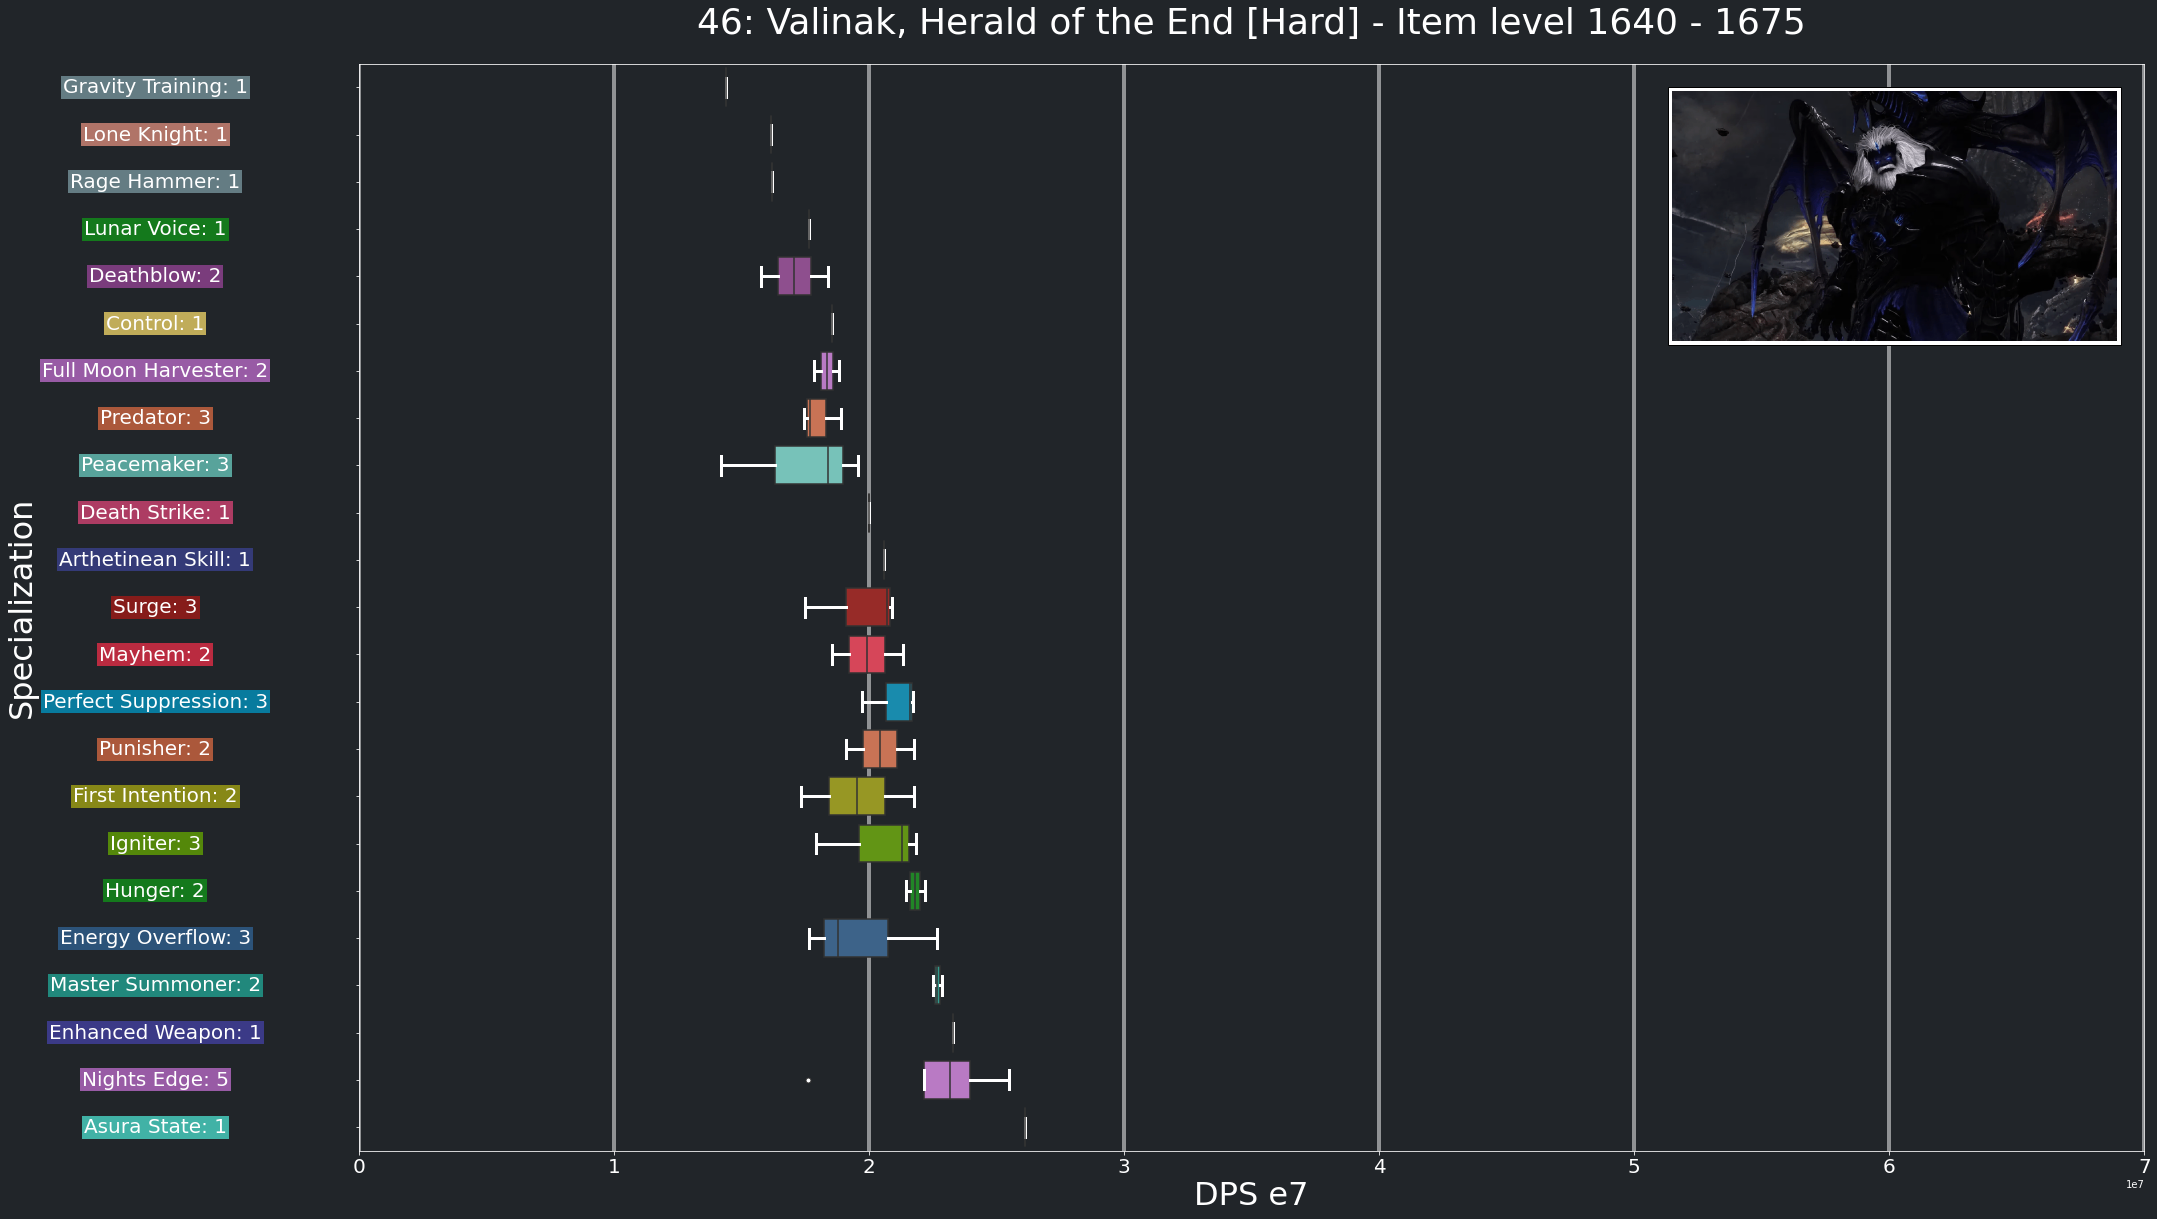 46: Valinak, Herald of the End [Hard] - Item level 1640 - 1675
Specialization
Gravity Training: 1
Lone Knight: 1
Rage Hammer: 1
Lunar Voice: 1
Deathblow: 2
Control: 1
Full Moon Harvester: 2
Predator: 3
Peacemaker: 3
Death Strike: 1
Arthetinean Skill: 1
Surge: 3
Mayhem: 2
Perfect Suppression: 3
Punisher: 2
First Intention: 2
Igniter: 3
Hunger: 2
Energy Overflow: 3
Master Summoner: 2
Enhanced Weapon: 1
Nights Edge: 5
Asura State: 1
0 1 2 3 4 5 6 7
1e7
DPS e7